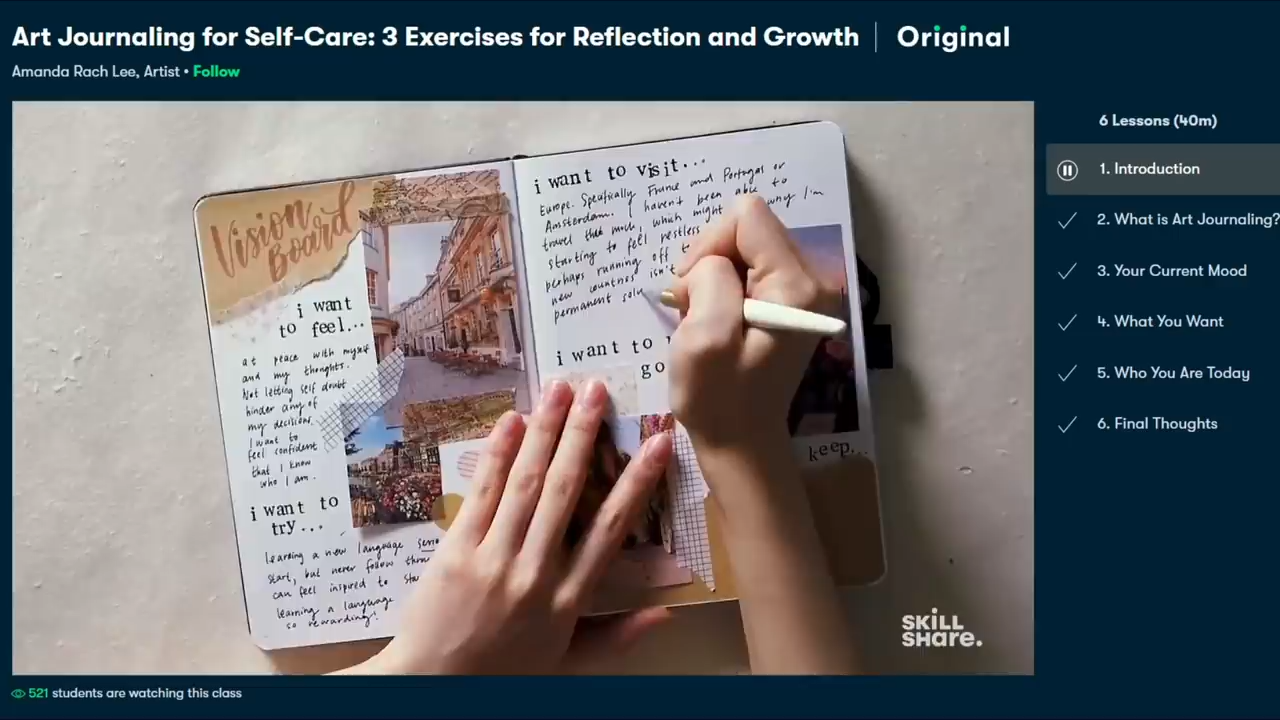 Art Journaling for Self-Care: 3 Exercises for Reflection and Growth
Original
Amanda Rach Lee, Artist • Follow
6 Lessons (40m)
1. Introduction
2. What is Art Journaling?
3. Your Current Mood
4. What You Want
5. Who You Are Today
6. Final Thoughts
Vision
Board
i want
to feel...
at peace with myself
and my thoughts.
Not letting self doubt
hinder any of
my decisions.
I want to
feel confident
that I know
who I am.
i want to
try...
learning a new language
start, but never follow
can feel inspired to
learning a language
so rewarding!
i want to visit...
Europe. Specifically France and Portugal or
Amsterdam. I haven't been able to
travel that much, which might why I'm
starting to feel restless
perhaps running off
new countries isn't
permanent
i want to
go
keep...
SKILL
SHare.
521 students are watching this class